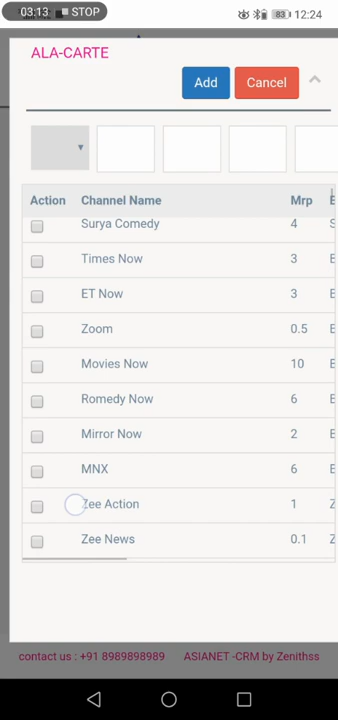 03:13 STOP 83 12:24
ALA-CARTE
Add Cancel
Action Channel Name Mrp
Surya Comedy 4 S
Times Now 3 E
ET Now 3 E
Zoom 0.5 E
Movies Now 10 E
Romedy Now 6 E
Mirror Now 2 E
MNX 6 E
Zee Action 1 Z
Zee News 0.1 Z
contact us : +91 8989898989 ASIANET -CRM by Zenithss